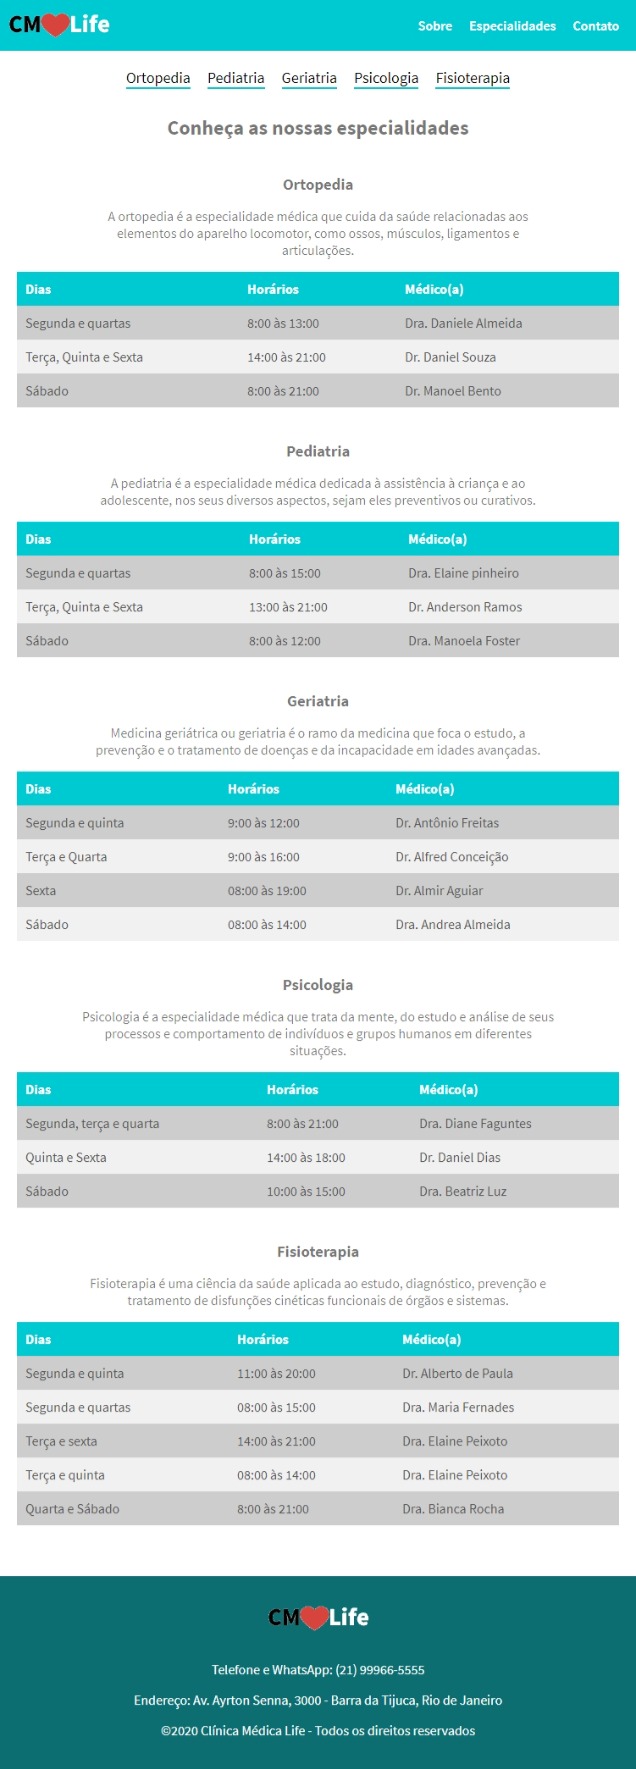 CM Life
Sobre Especialidades Contato
Ortopedia Pediatria Geriatria Psicologia Fisioterapia
Conheça as nossas especialidades
Ortopedia
A ortopedia é a especialidade médica que cuida da saúde relacionadas aos
elementos do aparelho locomotor, como ossos, músculos, ligamentos e
articulações.
Dias Horários Médico(a)
Segunda e quartas 8:00 às 13:00 Dra. Daniele Almeida
Terça, Quinta e Sexta 14:00 às 21:00 Dr. Daniel Souza
Sábado 8:00 às 21:00 Dr. Manoel Bento
Pediatria
A pediatria é a especialidade médica dedicada à assistência à criança e ao
adolescente, nos seus diversos aspectos, sejam eles preventivos ou curativos.
Dias Horários Médico(a)
Segunda e quartas 8:00 às 15:00 Dra. Elaine pinheiro
Terça, Quinta e Sexta 13:00 às 21:00 Dr. Anderson Ramos
Sábado 8:00 às 12:00 Dra. Manoela Foster
Geriatria
Medicina geriátrica ou geriatria é o ramo da medicina que foca o estudo, a
prevenção e o tratamento de doenças e da incapacidade em idades avançadas.
Dias Horários Médico(a)
Segunda e quinta 9:00 às 12:00 Dr. Antônio Freitas
Terça e Quarta 9:00 às 16:00 Dr. Alfred Conceição
Sexta 08:00 às 19:00 Dr. Almir Aguiar
Sábado 08:00 às 14:00 Dra. Andrea Almeida
Psicologia
Psicologia é a especialidade médica que trata da mente, do estudo e análise de seus
processos e comportamento de indivíduos e grupos humanos em diferentes
situações.
Dias Horários Médico(a)
Segunda, terça e quarta 8:00 às 21:00 Dra. Diane Faguntes
Quinta e Sexta 14:00 às 18:00 Dr. Daniel Dias
Sábado 10:00 às 15:00 Dra. Beatriz Luz
Fisioterapia
Fisioterapia é uma ciência da saúde aplicada ao estudo, diagnóstico, prevenção e
tratamento de disfunções cinéticas funcionais de órgãos e sistemas.
Dias Horários Médico(a)
Segunda e quinta 11:00 às 20:00 Dr. Alberto de Paula
Segunda e quartas 08:00 às 15:00 Dra. Maria Fernades
Terça e sexta 14:00 às 21:00 Dra. Elaine Peixoto
Terça e quinta 08:00 às 14:00 Dra. Elaine Peixoto
Quarta e Sábado 8:00 às 21:00 Dra. Bianca Rocha
CM Life
Telefone e WhatsApp: (21) 99966-5555
Endereço: Av. Ayrton Senna, 3000 - Barra da Tijuca, Rio de Janeiro
©2020 Clínica Médica Life - Todos os direitos reservados